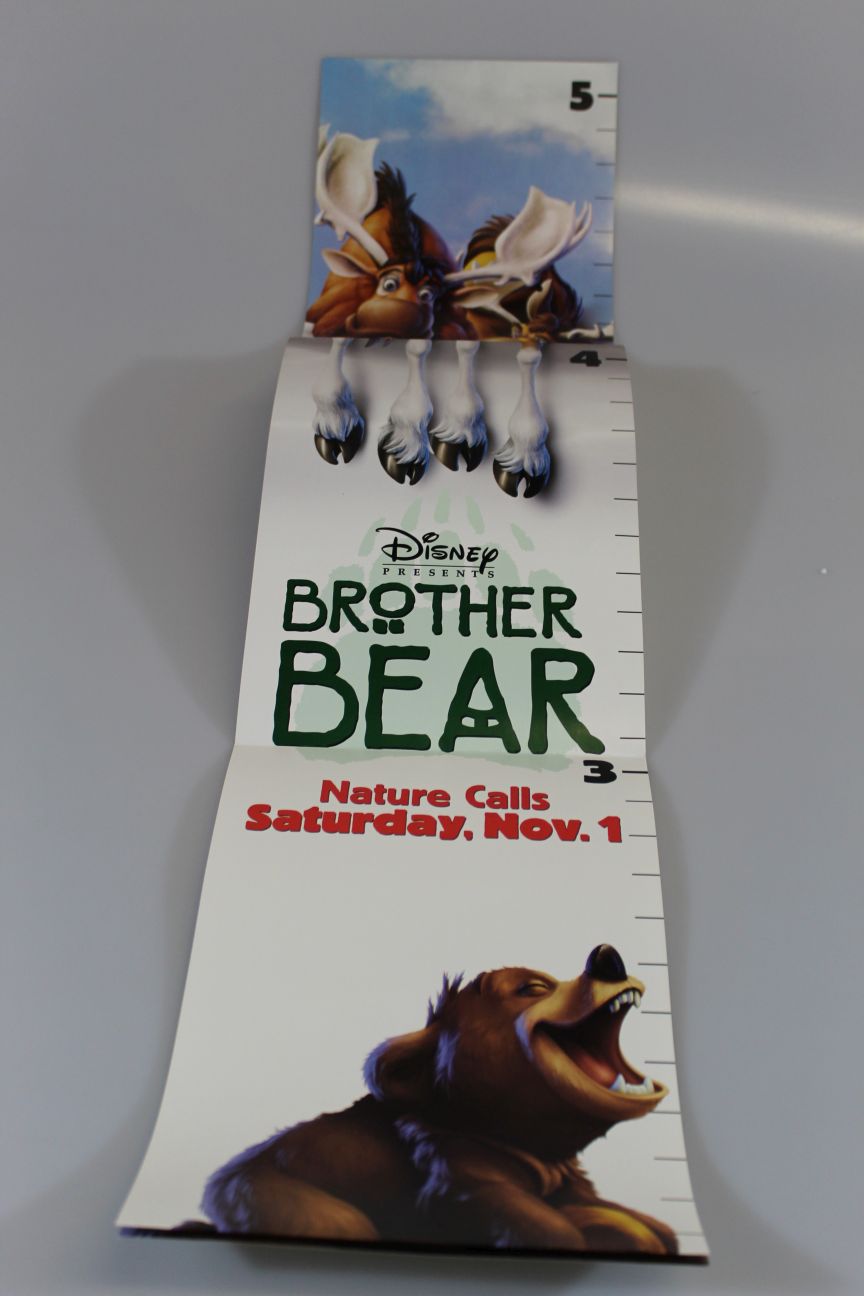 5
4
Disney
PRESENTS
BROTHER
BEAR
3
Nature Calls
Saturday, Nov. 1